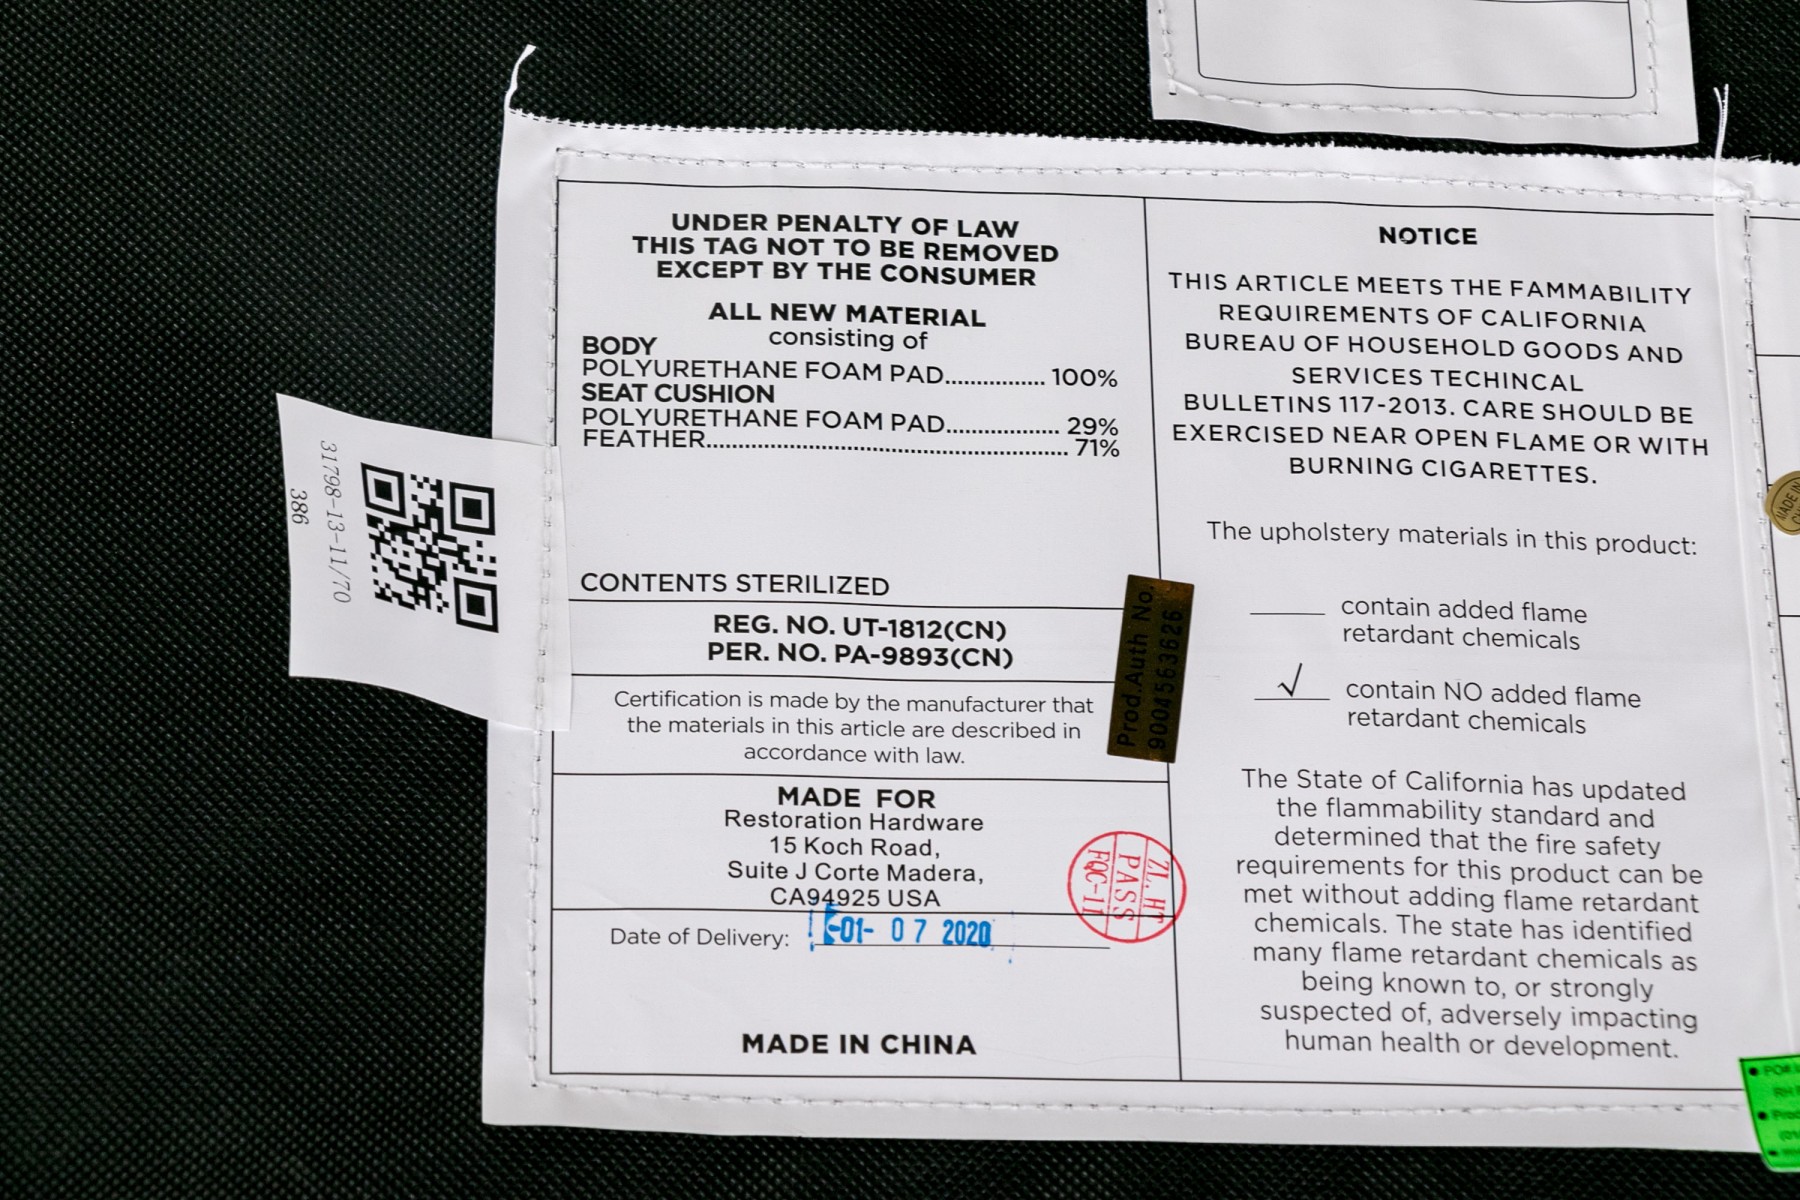 UNDER PENALTY OF LAW
THIS TAG NOT TO BE REMOVED
EXCEPT BY THE CONSUMER
ALL NEW MATERIAL
consisting of
BODY
POLYURETHANE FOAM PAD................ 100%
SEAT CUSHION
POLYURETHANE FOAM PAD.................. 29%
FEATHER.......................................................... 71%
CONTENTS STERILIZED
REG. NO. UT-1812(CN)
PER. NO. PA-9893(CN)
Certification is made by the manufacturer that
the materials in this article are described in
accordance with law.
MADE FOR
Restoration Hardware
15 Koch Road,
Suite J Corte Madera,
CA94925 USA
Date of Delivery: -01- 07 2020
MADE IN CHINA
31798-13-11/70
386
Prod.Auth No.
9004563626
ZL.HT
PASS
FQC-11
NOTICE
THIS ARTICLE MEETS THE FAMMABILITY
REQUIREMENTS OF CALIFORNIA
BUREAU OF HOUSEHOLD GOODS AND
SERVICES TECHINCAL
BULLETINS 117-2013. CARE SHOULD BE
EXERCISED NEAR OPEN FLAME OR WITH
BURNING CIGARETTES.
The upholstery materials in this product:
contain added flame
retardant chemicals
√ contain NO added flame
retardant chemicals
The State of California has updated
the flammability standard and
determined that the fire safety
requirements for this product can be
met without adding flame retardant
chemicals. The state has identified
many flame retardant chemicals as
being known to, or strongly
suspected of, adversely impacting
human health or development.
MADE IN